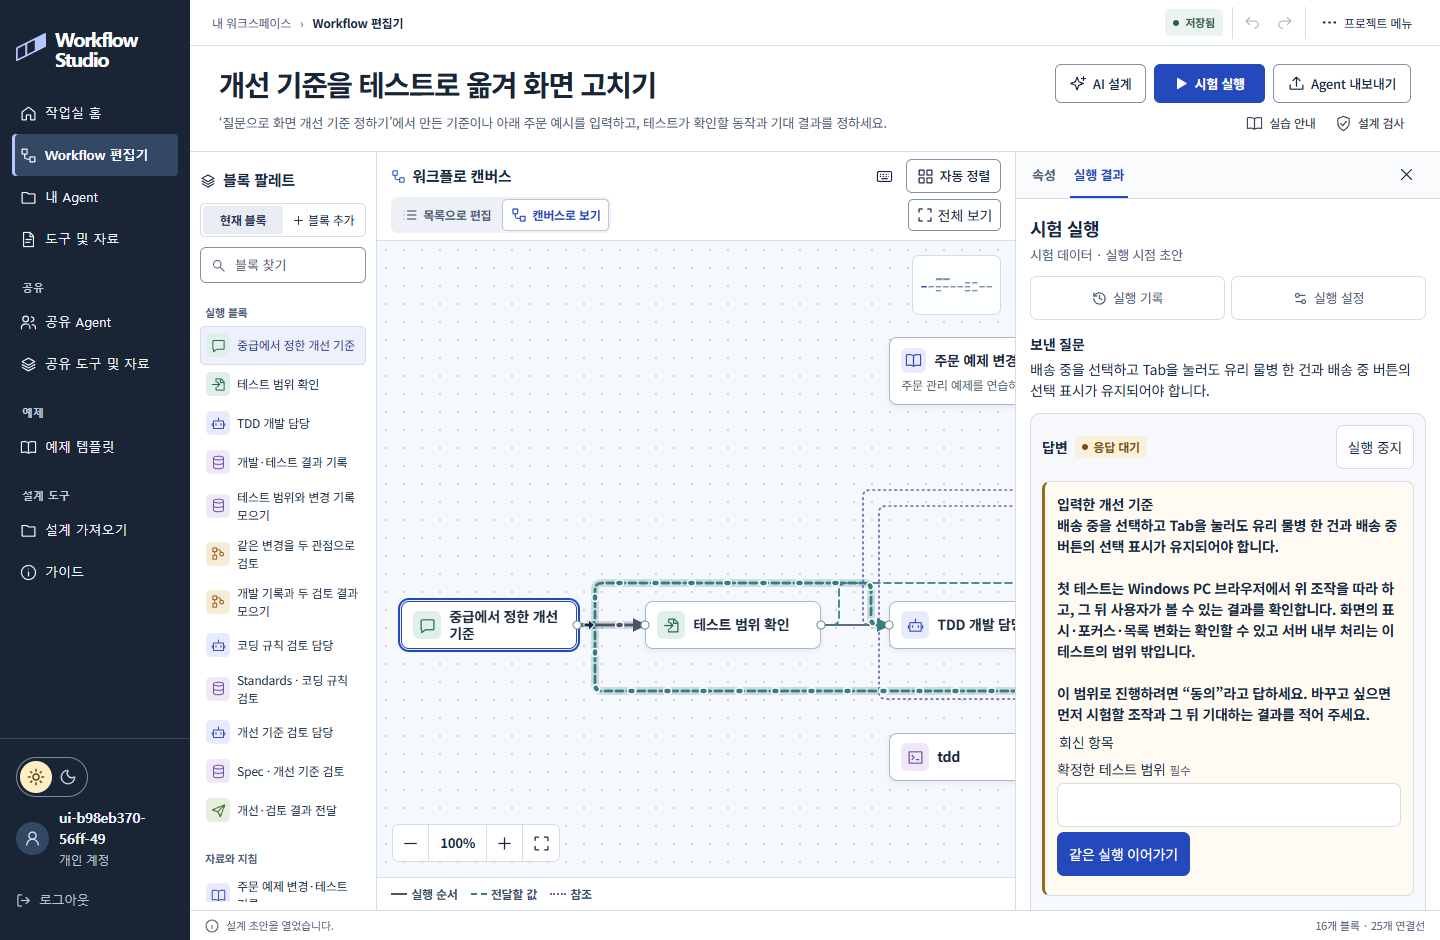 Workflow
Studio
작업실 홈
Workflow 편집기
내 Agent
도구 및 자료
공유
공유 Agent
공유 도구 및 자료
예제
예제 템플릿
설계 도구
설계 가져오기
가이드
ui-b98eb370-
56ff-49
개인 계정
로그아웃
내 워크스페이스 › Workflow 편집기
저장됨
프로젝트 메뉴
개선 기준을 테스트로 옮겨 화면 고치기
‘질문으로 화면 개선 기준 정하기’에서 만든 기준이나 아래 주문 예시를 입력하고, 테스트가 확인할 동작과 기대 결과를 정하세요.
AI 설계
시험 실행
Agent 내보내기
실습 안내
설계 검사
블록 팔레트
현재 블록
블록 추가
블록 찾기
실행 블록
중급에서 정한 개선 기준
테스트 범위 확인
TDD 개발 담당
개발·테스트 결과 기록
테스트 범위와 변경 기록
모으기
같은 변경을 두 관점으로
검토
개발 기록과 두 검토 결과
모으기
코딩 규칙 검토 담당
Standards · 코딩 규칙
검토
개선 기준 검토 담당
Spec · 개선 기준 검토
개선·검토 결과 전달
자료와 지침
주문 예제 변경·테스트
워크플로 캔버스
자동 정렬
목록으로 편집
캔버스로 보기
전체 보기
주문 예제 변경
주문 관리 예제를 연습하
중급에서 정한 개선
기준
테스트 범위 확인
TDD 개발 담당
tdd
100%
실행 순서
전달할 값
참조
속성
실행 결과
시험 실행
시험 데이터 · 실행 시점 초안
실행 기록
실행 설정
보낸 질문
배송 중을 선택하고 Tab을 눌러도 유리 물병 한 건과 배송 중 버튼의
선택 표시가 유지되어야 합니다.
답변
응답 대기
실행 중지
입력한 개선 기준
배송 중을 선택하고 Tab을 눌러도 유리 물병 한 건과 배송 중
버튼의 선택 표시가 유지되어야 합니다.
첫 테스트는 Windows PC 브라우저에서 위 조작을 따라 하
고, 그 뒤 사용자가 볼 수 있는 결과를 확인합니다. 화면의 표
시·포커스·목록 변화는 확인할 수 있고 서버 내부 처리는 이
테스트의 범위 밖입니다.
이 범위로 진행하려면 “동의”라고 답하세요. 바꾸고 싶으면
먼저 시험할 조작과 그 뒤 기대하는 결과를 적어 주세요.
회신 항목
확정한 테스트 범위 필수
같은 실행 이어가기
설계 초안을 열었습니다.
16개 블록 · 25개 연결선